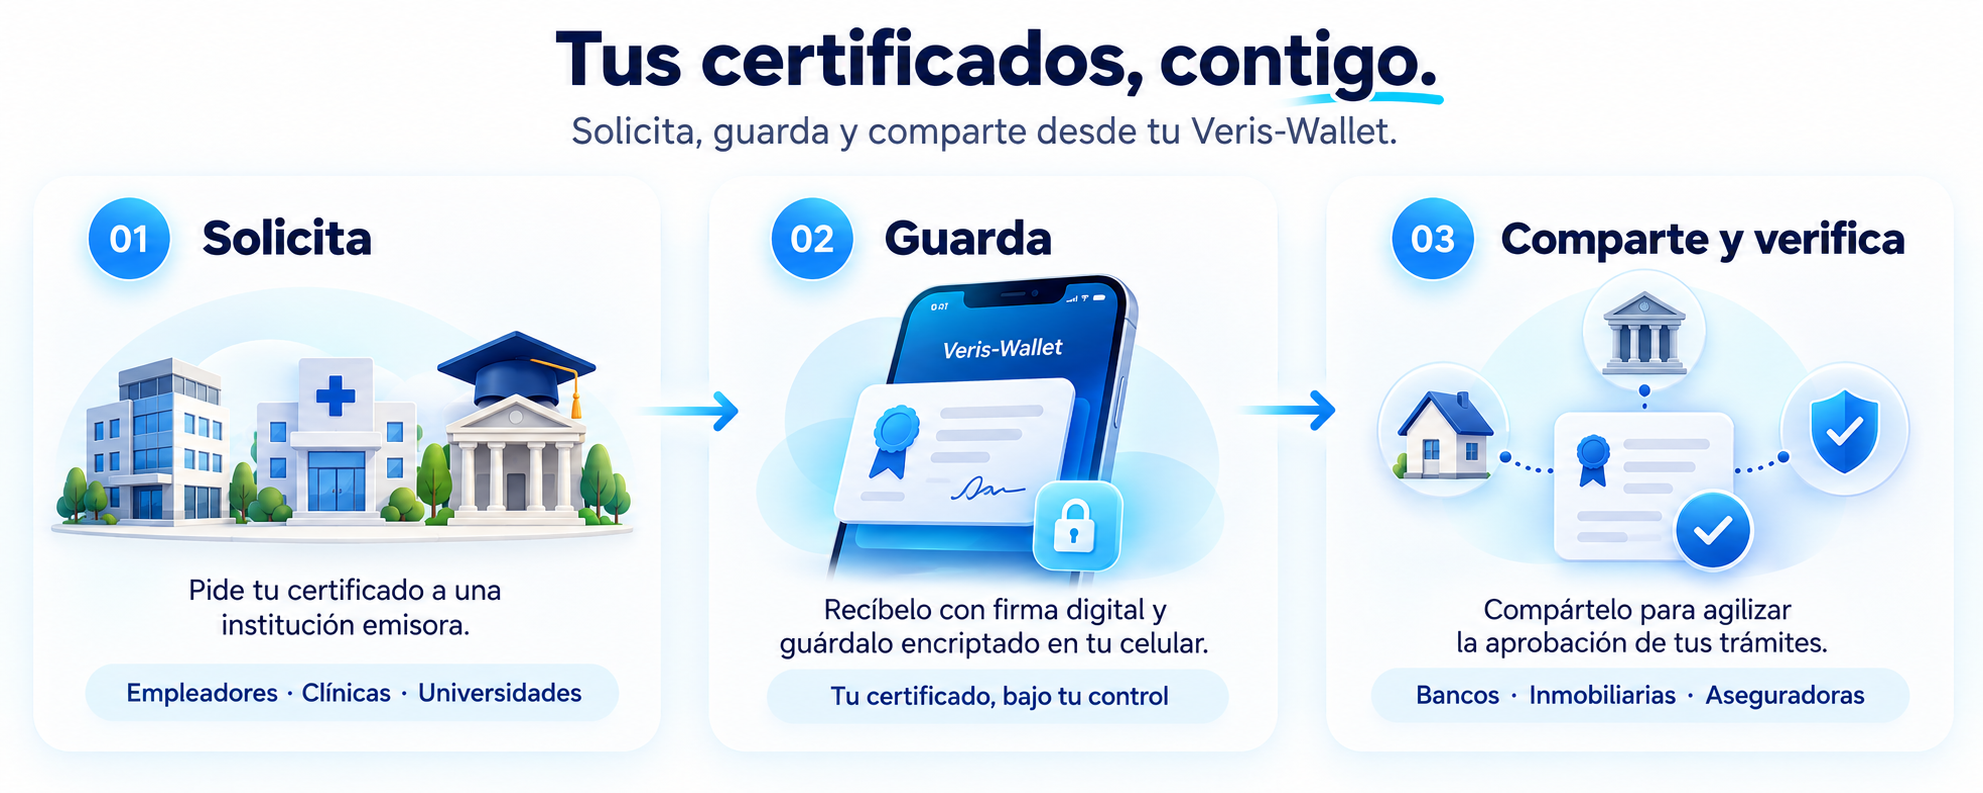 Tus certificados, contigo.
Solicita, guarda y comparte desde tu Veris-Wallet.
01
Solicita
Pide tu certificado a una
institución emisora.
Empleadores · Clínicas · Universidades
02
Guarda
Veris-Wallet
Recíbelo con firma digital y
guárdalo encriptado en tu celular.
Tu certificado, bajo tu control
03
Comparte y verifica
Compártelo para agilizar
la aprobación de tus trámites.
Bancos · Inmobiliarias · Aseguradoras